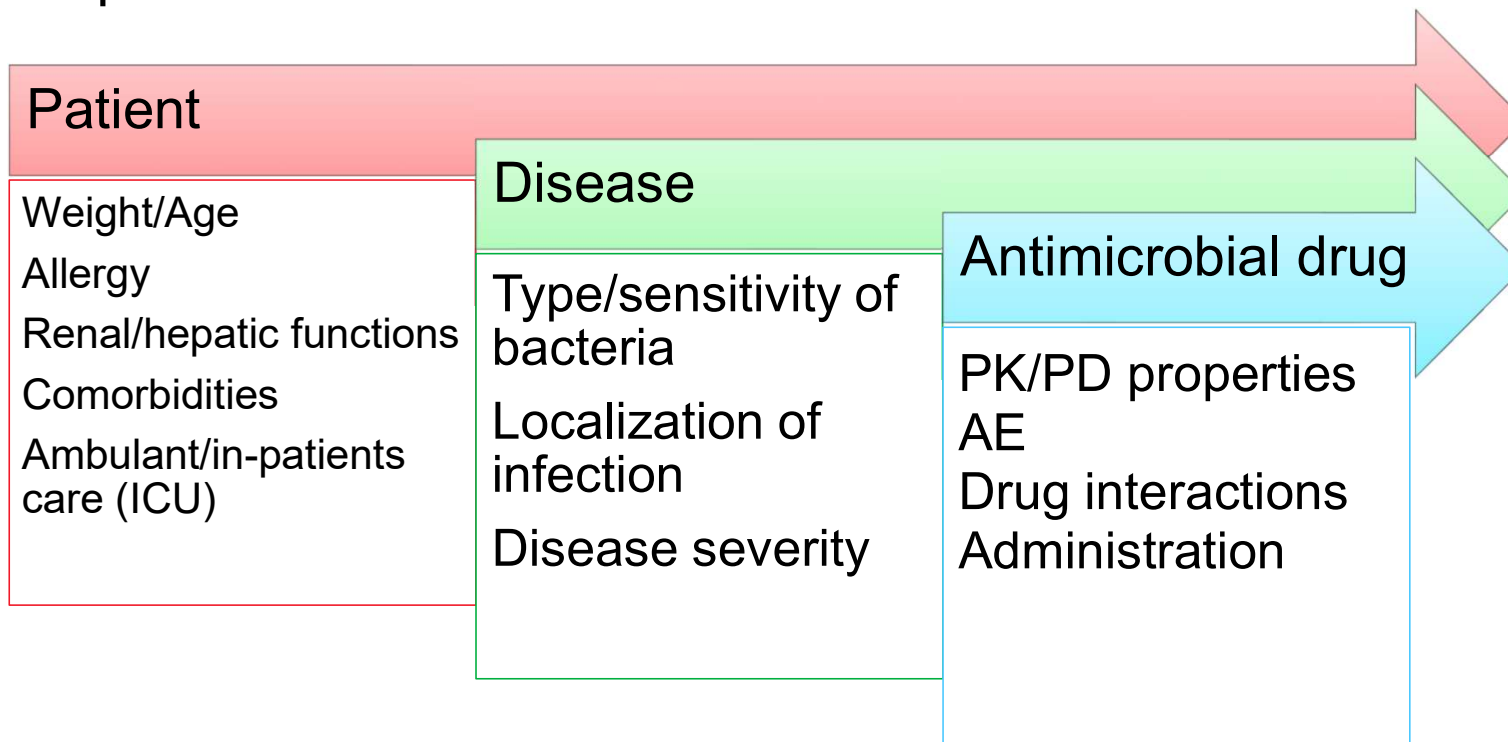 Patient
Weight/Age
Allergy
Renal/hepatic functions
Comorbidities
Ambulant/in-patients
care (ICU)
Disease
Type/sensitivity of
bacteria
Localization of
infection
Disease severity
Antimicrobial drug
PK/PD properties
AE
Drug interactions
Administration